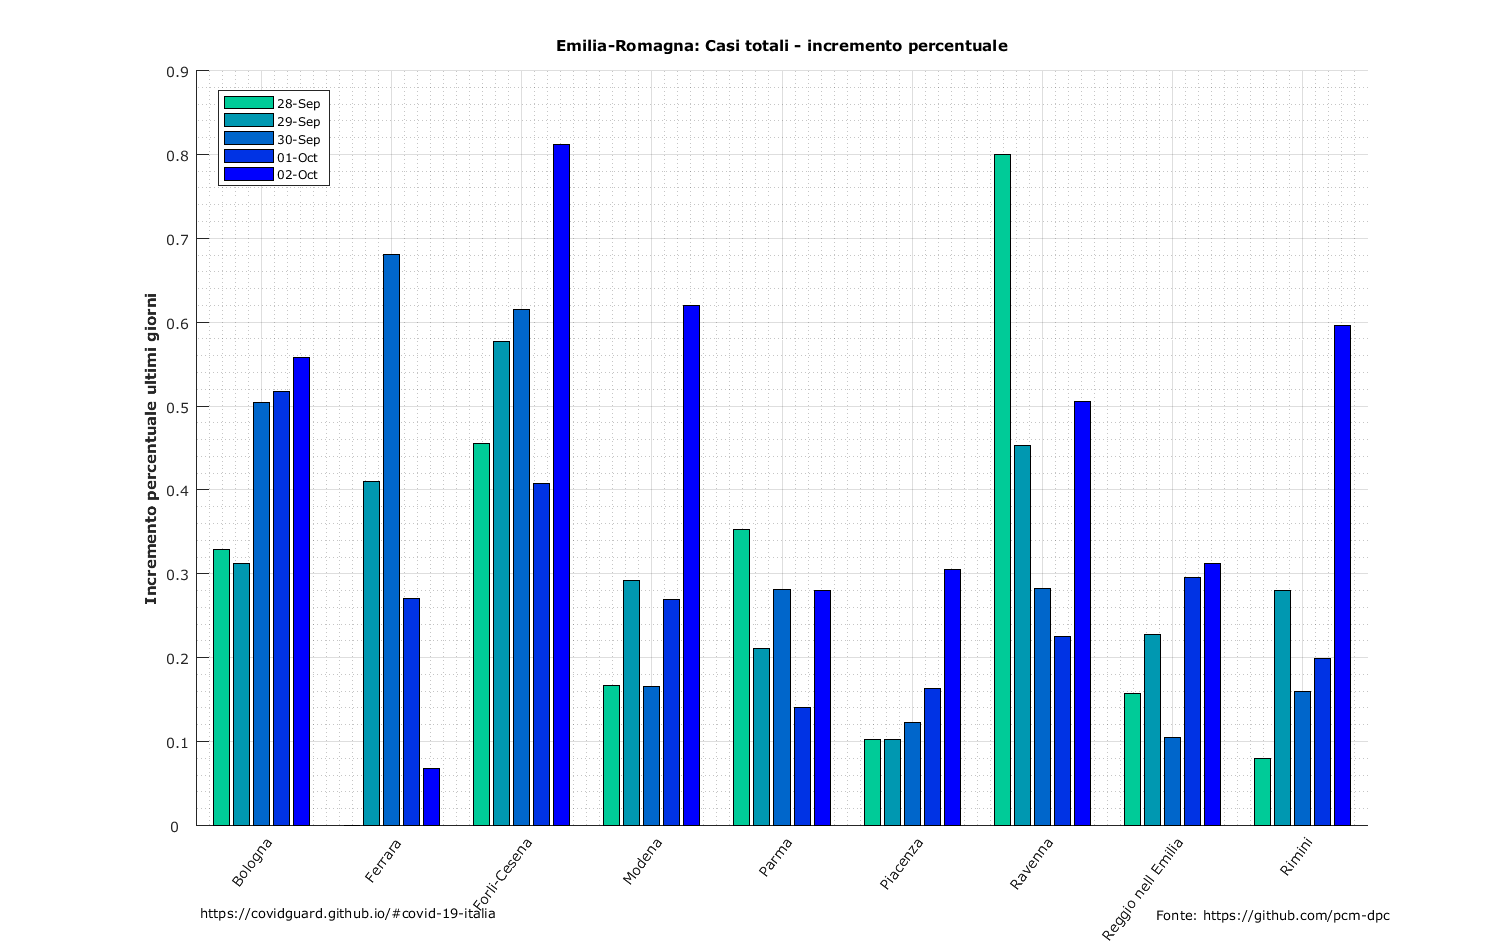 Emilia-Romagna: Casi totali - incremento percentuale
Incremento percentuale ultimi giorni
0.9
0.8
0.7
0.6
0.5
0.4
0.3
0.2
0.1
0
28-Sep
29-Sep
30-Sep
01-Oct
02-Oct
Bologna
Ferrara
Forlì-Cesena
Modena
Parma
Piacenza
Ravenna
Reggio nell Emilia
Rimini
https://covidguard.github.io/#covid-19-italia
Fonte: https://github.com/pcm-dpc